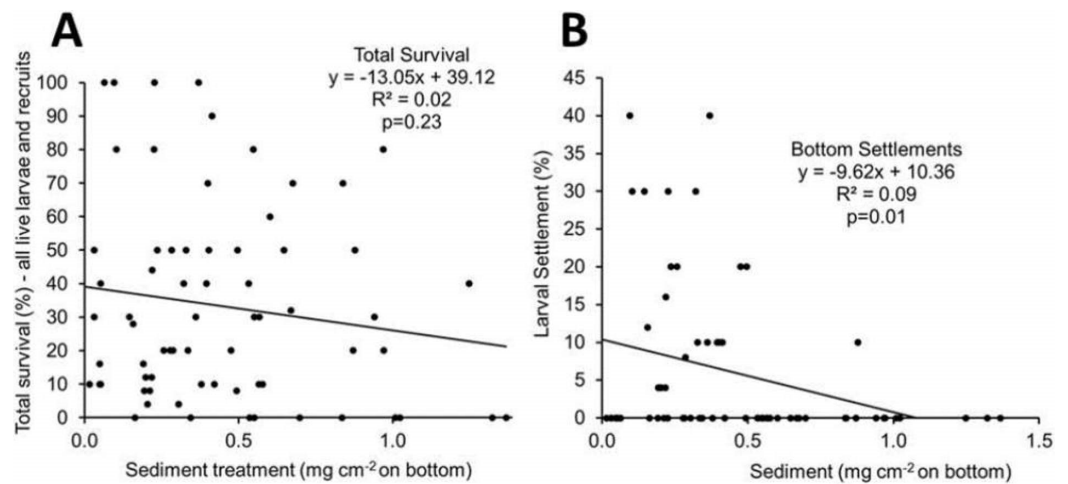 A
Total Survival
y = -13.05x + 39.12
R² = 0.02
p=0.23
Total survival (%) - all live larvae and recruits
100
90
80
70
60
50
40
30
20
10
0
0.0
0.5
1.0
Sediment treatment (mg cm⁻² on bottom)
B
Bottom Settlements
y = -9.62x + 10.36
R² = 0.09
p=0.01
Larval Settlement (%)
45
40
35
30
25
20
15
10
5
0
0.0
0.5
1.0
1.5
Sediment (mg cm⁻² on bottom)